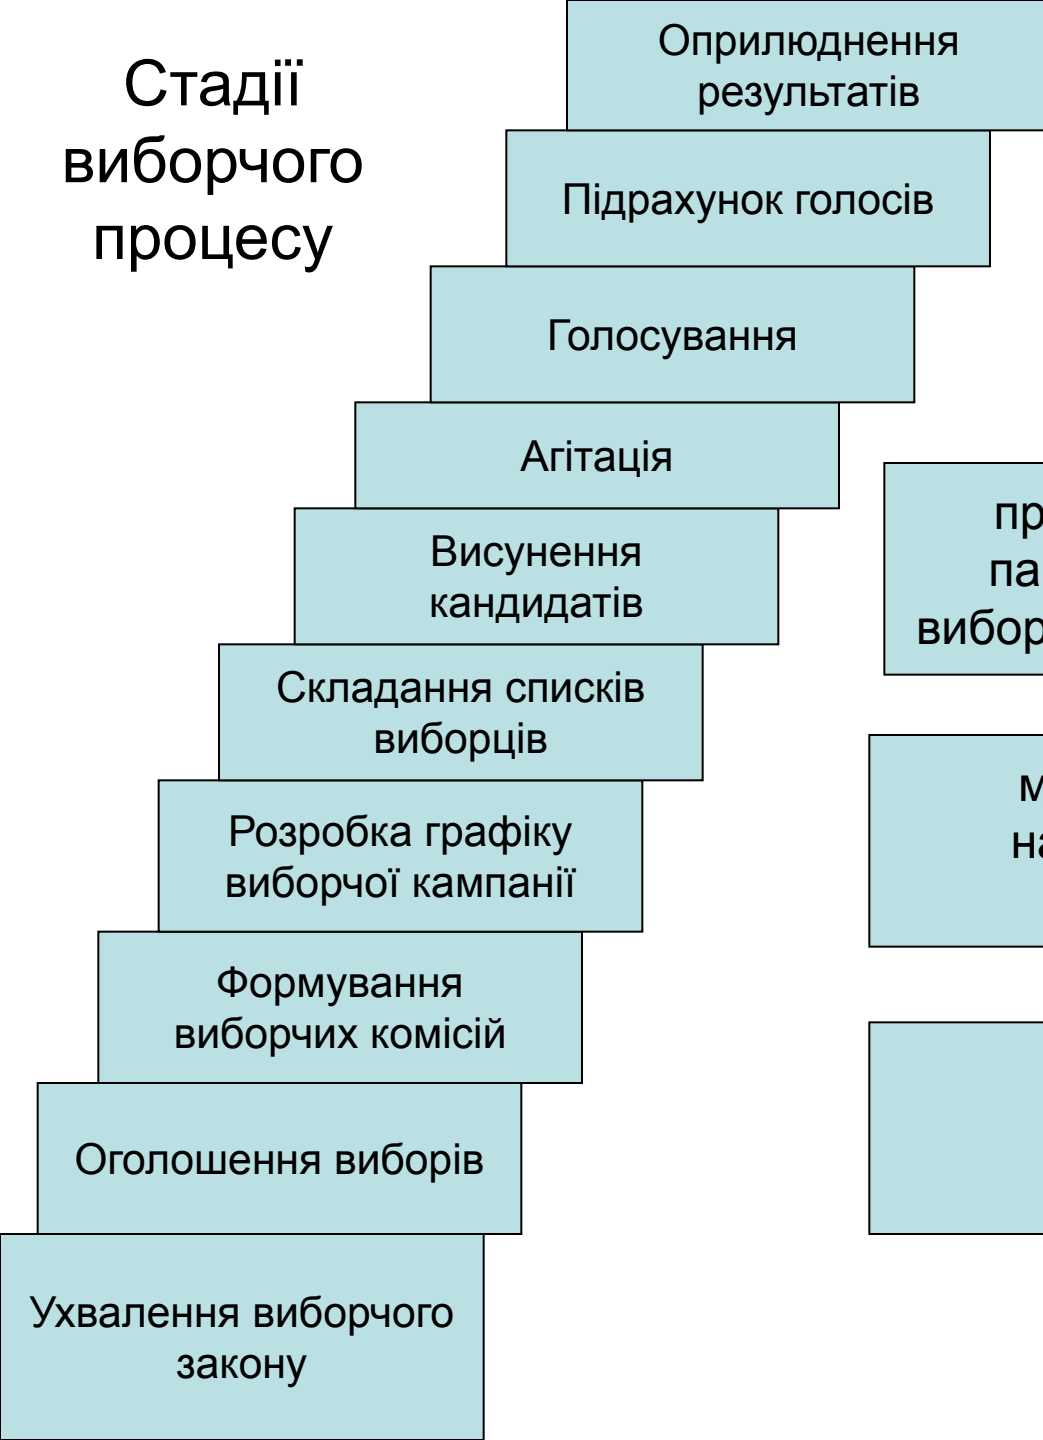 Стадії
виборчого
процесу
Оприлюднення
результатів
Підрахунок голосів
Голосування
Агітація
Висунення
кандидатів
Складання списків
виборців
Розробка графіку
виборчої кампанії
Формування
виборчих комісій
Оголошення виборів
Ухвалення виборчого
закону